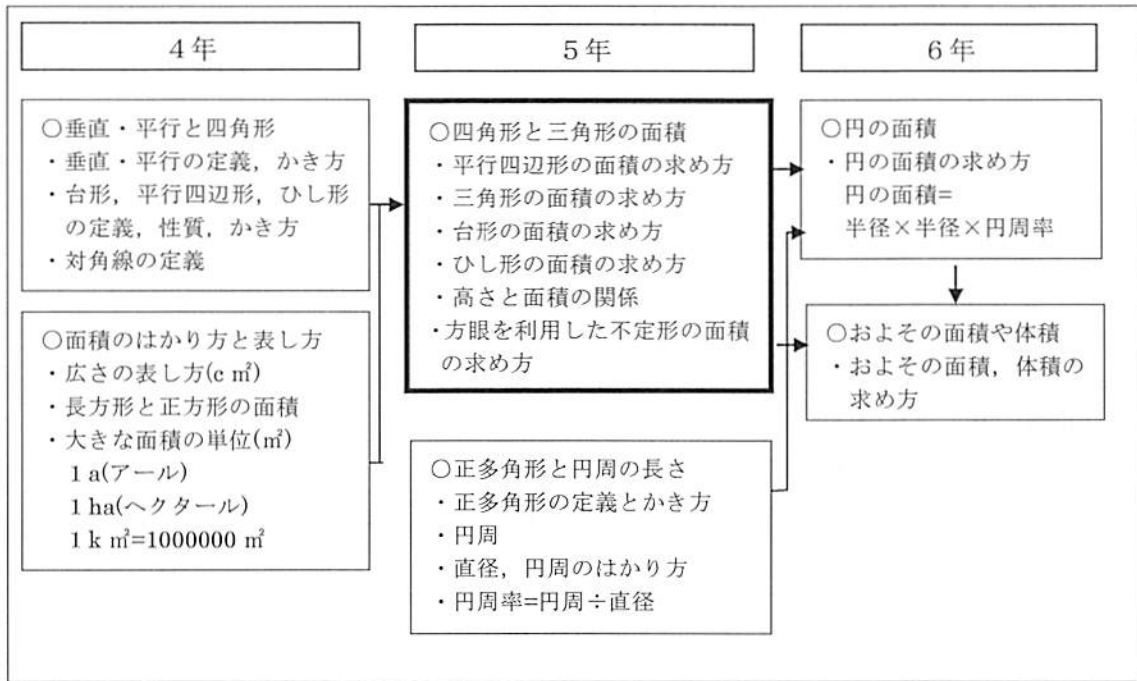 4年
○垂直・平行と四角形
・垂直・平行の定義，かき方
・台形，平行四辺形，ひし形
の定義，性質，かき方
・対角線の定義
○面積のはかり方と表し方
・広さの表し方(c㎡)
・長方形と正方形の面積
・大きな面積の単位(㎡)
1a(アール)
1ha(ヘクタール)
1k㎡=1000000㎡
5年
○四角形と三角形の面積
・平行四辺形の面積の求め方
・三角形の面積の求め方
・台形の面積の求め方
・ひし形の面積の求め方
・高さと面積の関係
・方眼を利用した不定形の面積
の求め方
○正多角形と円周の長さ
・正多角形の定義とかき方
・円周
・直径，円周のはかり方
・円周率=円周÷直径
6年
○円の面積
・円の面積の求め方
円の面積=
半径×半径×円周率
○およその面積や体積
・およその面積，体積の
求め方